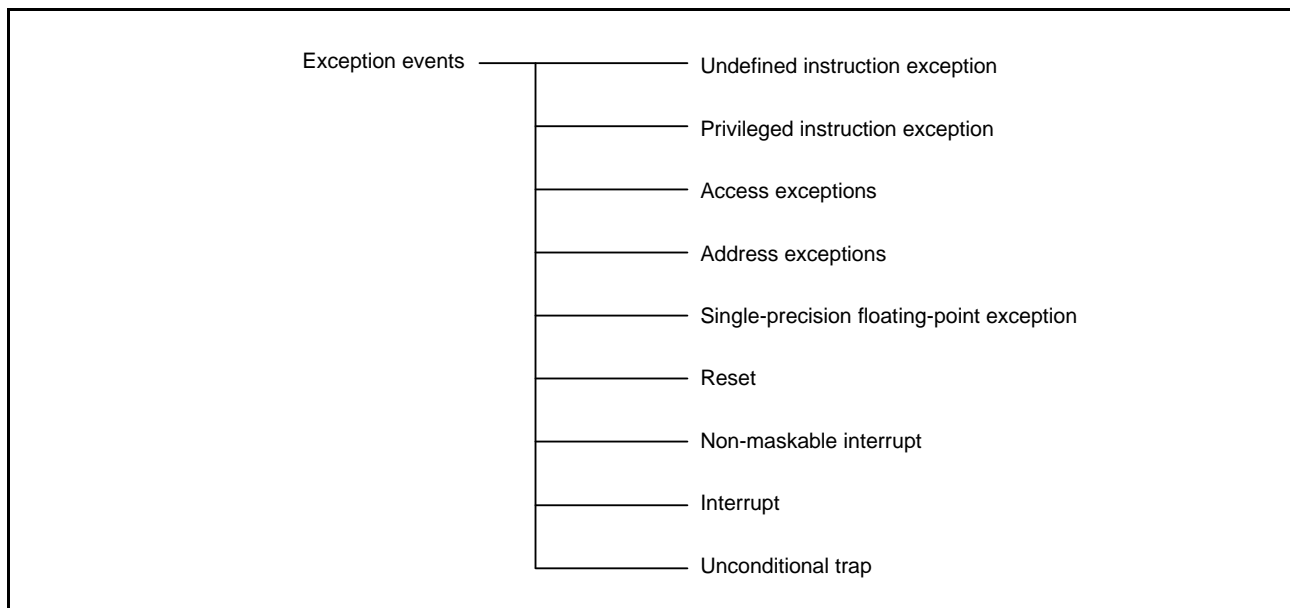 Exception events
Undefined instruction exception
Privileged instruction exception
Access exceptions
Address exceptions
Single-precision floating-point exception
Reset
Non-maskable interrupt
Interrupt
Unconditional trap